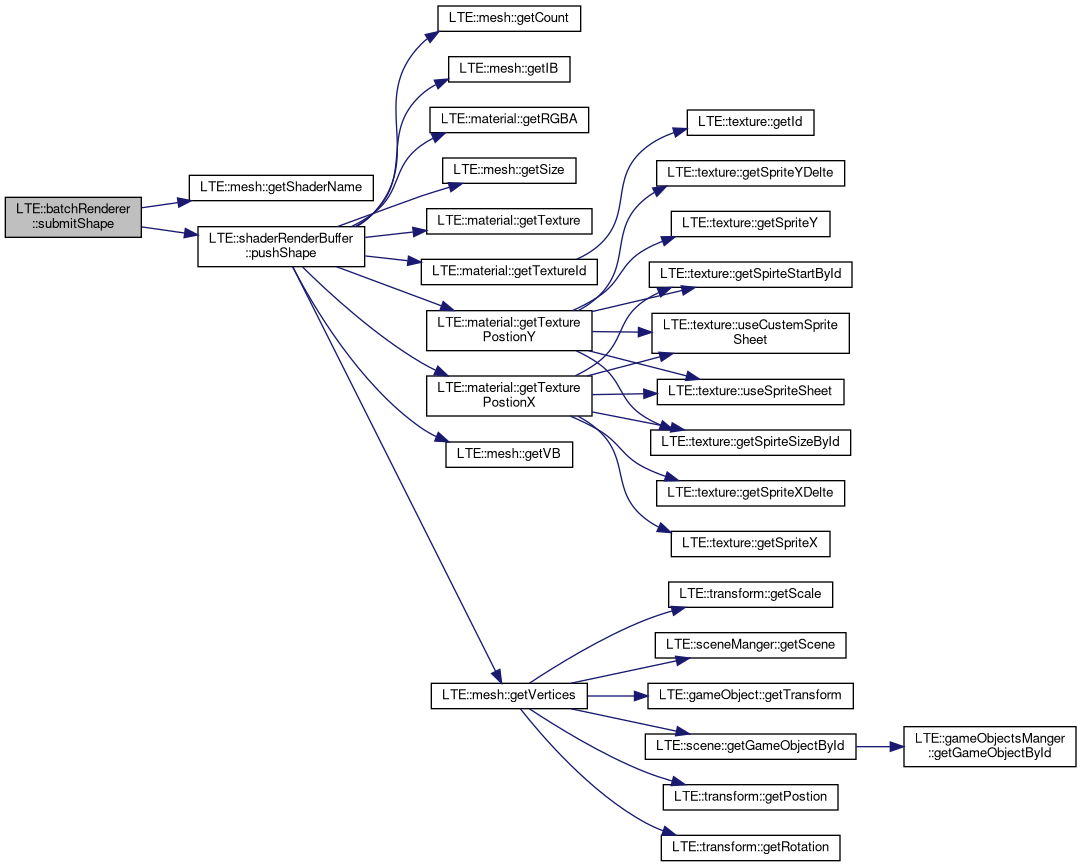 LTE::batchRenderer
::submitShape
LTE::mesh::getShaderName
LTE::shaderRenderBuffer
::pushShape
LTE::mesh::getCount
LTE::mesh::getIB
LTE::material::getRGBA
LTE::mesh::getSize
LTE::material::getTexture
LTE::material::getTextureId
LTE::material::getTexture
PostionY
LTE::material::getTexture
PostionX
LTE::mesh::getVB
LTE::mesh::getVertices
LTE::texture::getId
LTE::texture::getSpriteYDelte
LTE::texture::getSpriteY
LTE::texture::getSpirteStartById
LTE::texture::useCustemSprite
Sheet
LTE::texture::useSpriteSheet
LTE::texture::getSpirteSizeById
LTE::texture::getSpriteXDelte
LTE::texture::getSpriteX
LTE::transform::getScale
LTE::sceneManger::getScene
LTE::gameObject::getTransform
LTE::scene::getGameObjectById
LTE::transform::getPostion
LTE::transform::getRotation
LTE::gameObjectsManger
::getGameObjectById